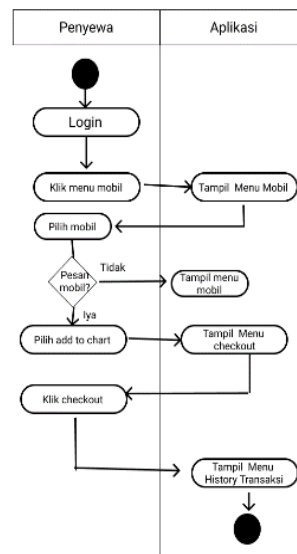 Penyewa
Aplikasi
Login
Klik menu mobil
Tampil Menu Mobil
Pilih mobil
Pesan
mobil?
Tidak
Tampil menu
mobil
Iya
Pilih add to chart
Tampil Menu
checkout
Klik checkout
Tampil Menu
History Transaksi